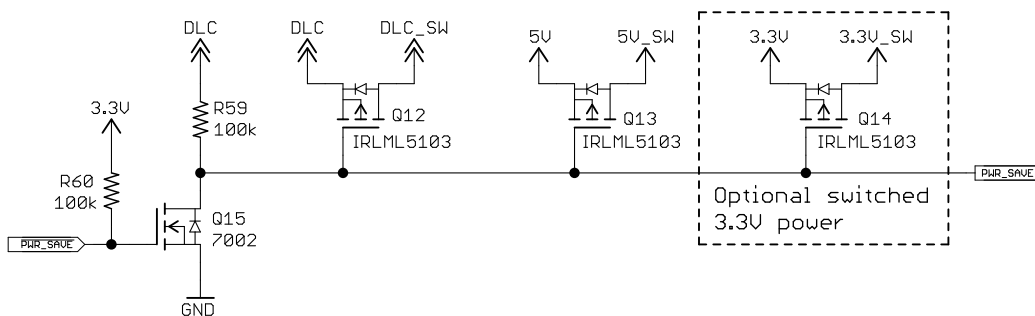 DLC
DLC
DLC_SW
5V
5V_SW
3.3V
3.3V_SW
3.3V
R59
100k
Q12
IRLML5103
Q13
IRLML5103
Q14
IRLML5103
R60
100k
PWR_SAVE
Optional switched
3.3V power
Q15
7002
PWR_SAVE
GND